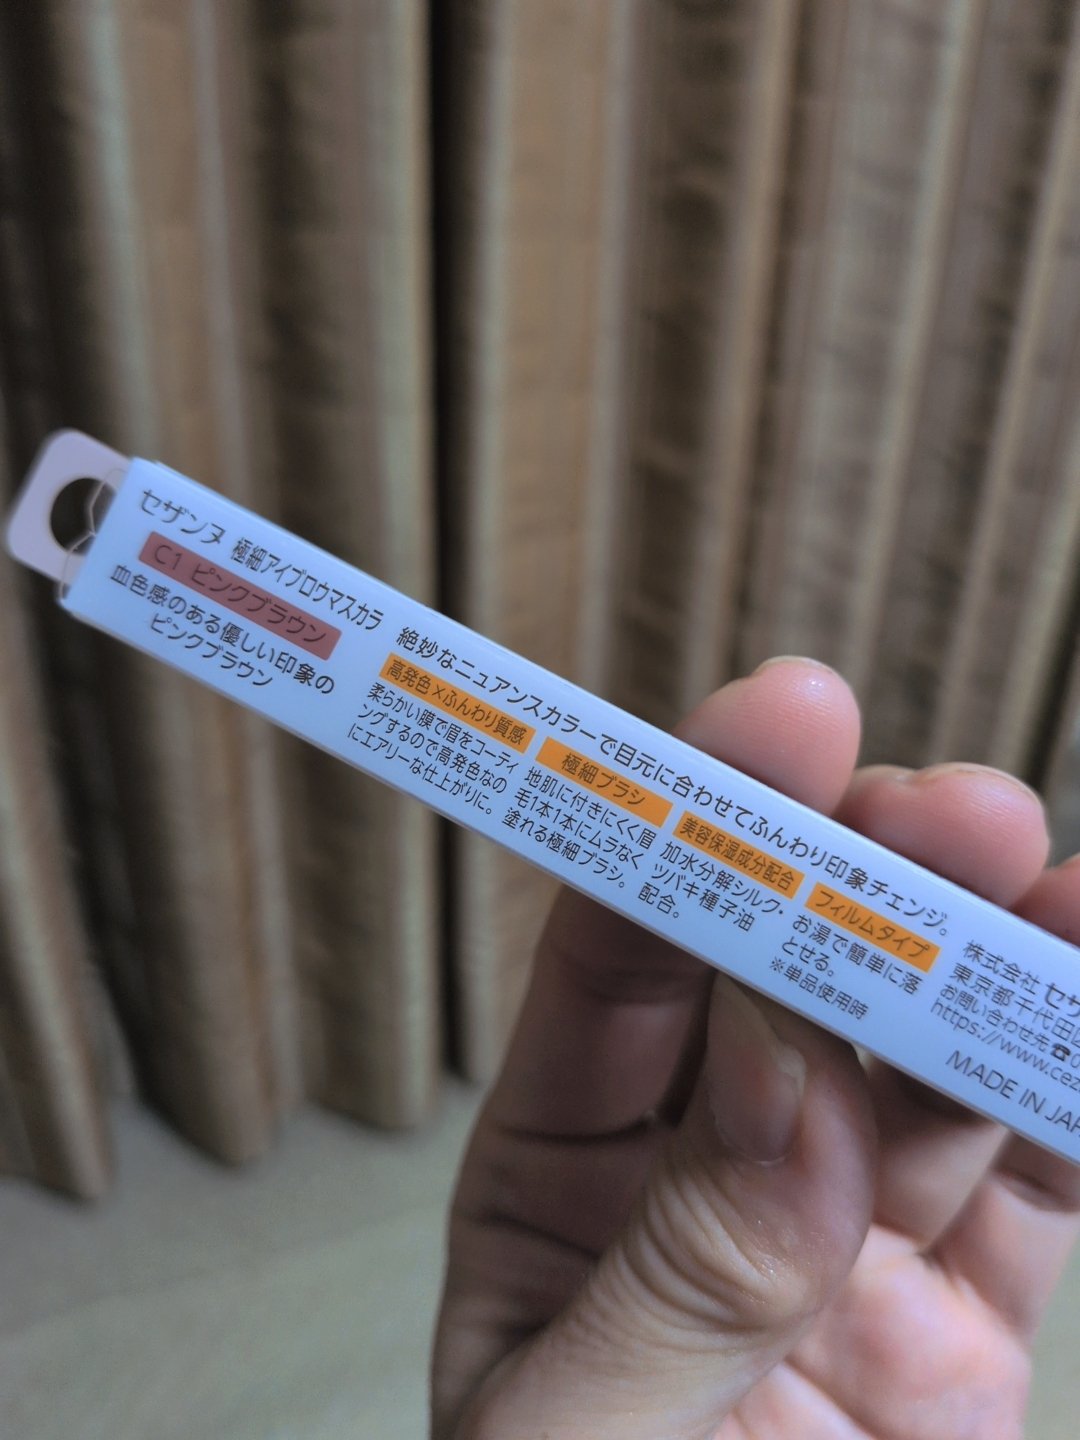 セザンヌ 極細アイブロウマスカラ
C1 ピンクブラウン
血色感のある優しい印象の
ピンクブラウン
絶妙なニュアンスカラーで目元に合わせてふんわり印象チェンジ。
高発色×ふんわり質感
柔らかい膜で眉をコーティ
ングするので高発色なの
にエアリーな仕上がりに。
極細ブラシ
地肌に付きにくく眉
毛1本1本にムラなく
塗れる極細ブラシ。
美容保湿成分配合
加水分解シルク・
ツバキ種子油
配合。
フィルムタイプ
お湯で簡単に落
とせる。
※単品使用時
株式会社 セザ
東京都千代田区
お問い合わせ先☎0
https://www.cez
MADE IN JAP